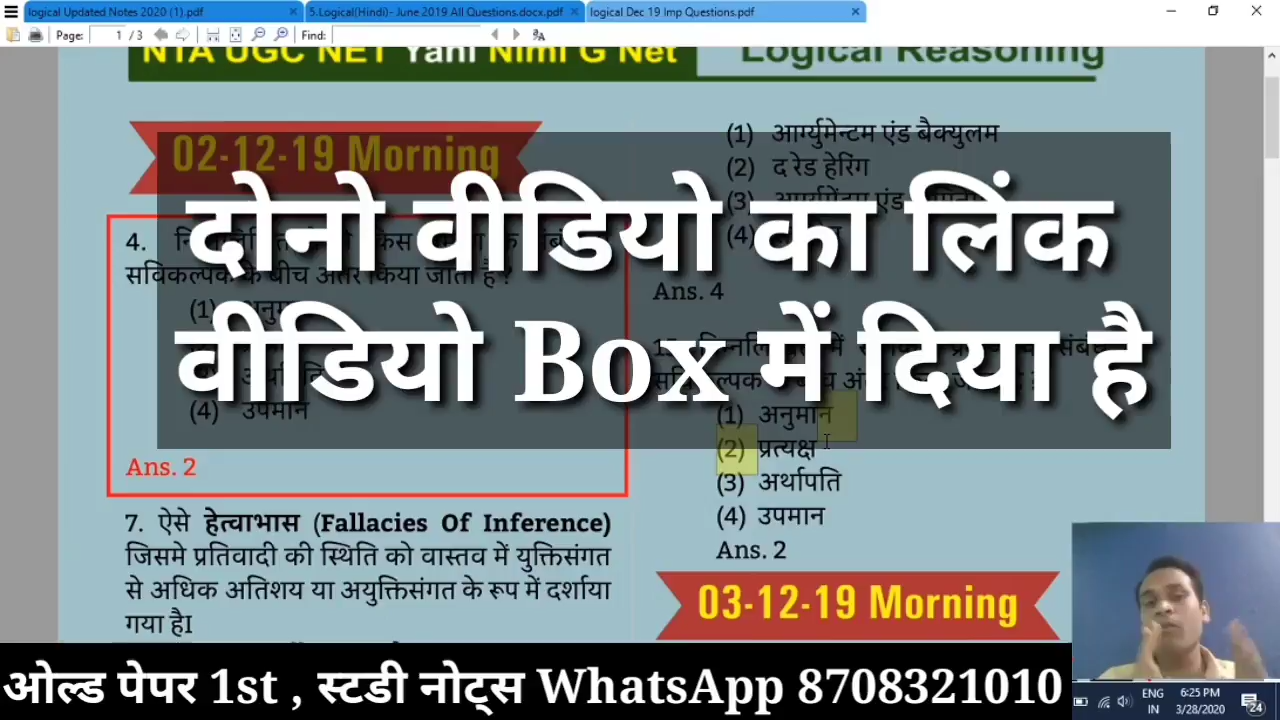 logical Updated Notes 2020 (1).pdf
5.Logical(Hindi)- June 2019 All Questions.docx.pdf
logical Dec 19 Imp Questions.pdf
Page: 1 / 3
Find:
NTA UGC NET Yani Nimi G Net
Logical Reasoning
02-12-19 Morning
4.
सविकल्पक के बीच अंतर किया जाता है ?
(1)
(4) उपमान
Ans. 2
7. ऐसे हेत्वाभास (Fallacies Of Inference)
जिसमे प्रतिवादी की स्थिति को वास्तव में युक्तिसंगत
से अधिक अतिशय या अयुक्तिसंगत के रूप में दर्शाया
गया हैI
(1) आर्ग्युमेन्टम एंड बैक्युलम
(2) द रेड हेरिंग
(3)
(4)
Ans. 4
(1) अनुमान
(2) प्रत्यक्ष
(3) अर्थापति
(4) उपमान
Ans. 2
03-12-19 Morning
दोनो वीडियो का लिंक
वीडियो Box में दिया है
ओल्ड पेपर 1st , स्टडी नोट्स WhatsApp 8708321010
ENG
IN
6:25 PM
3/28/2020
24